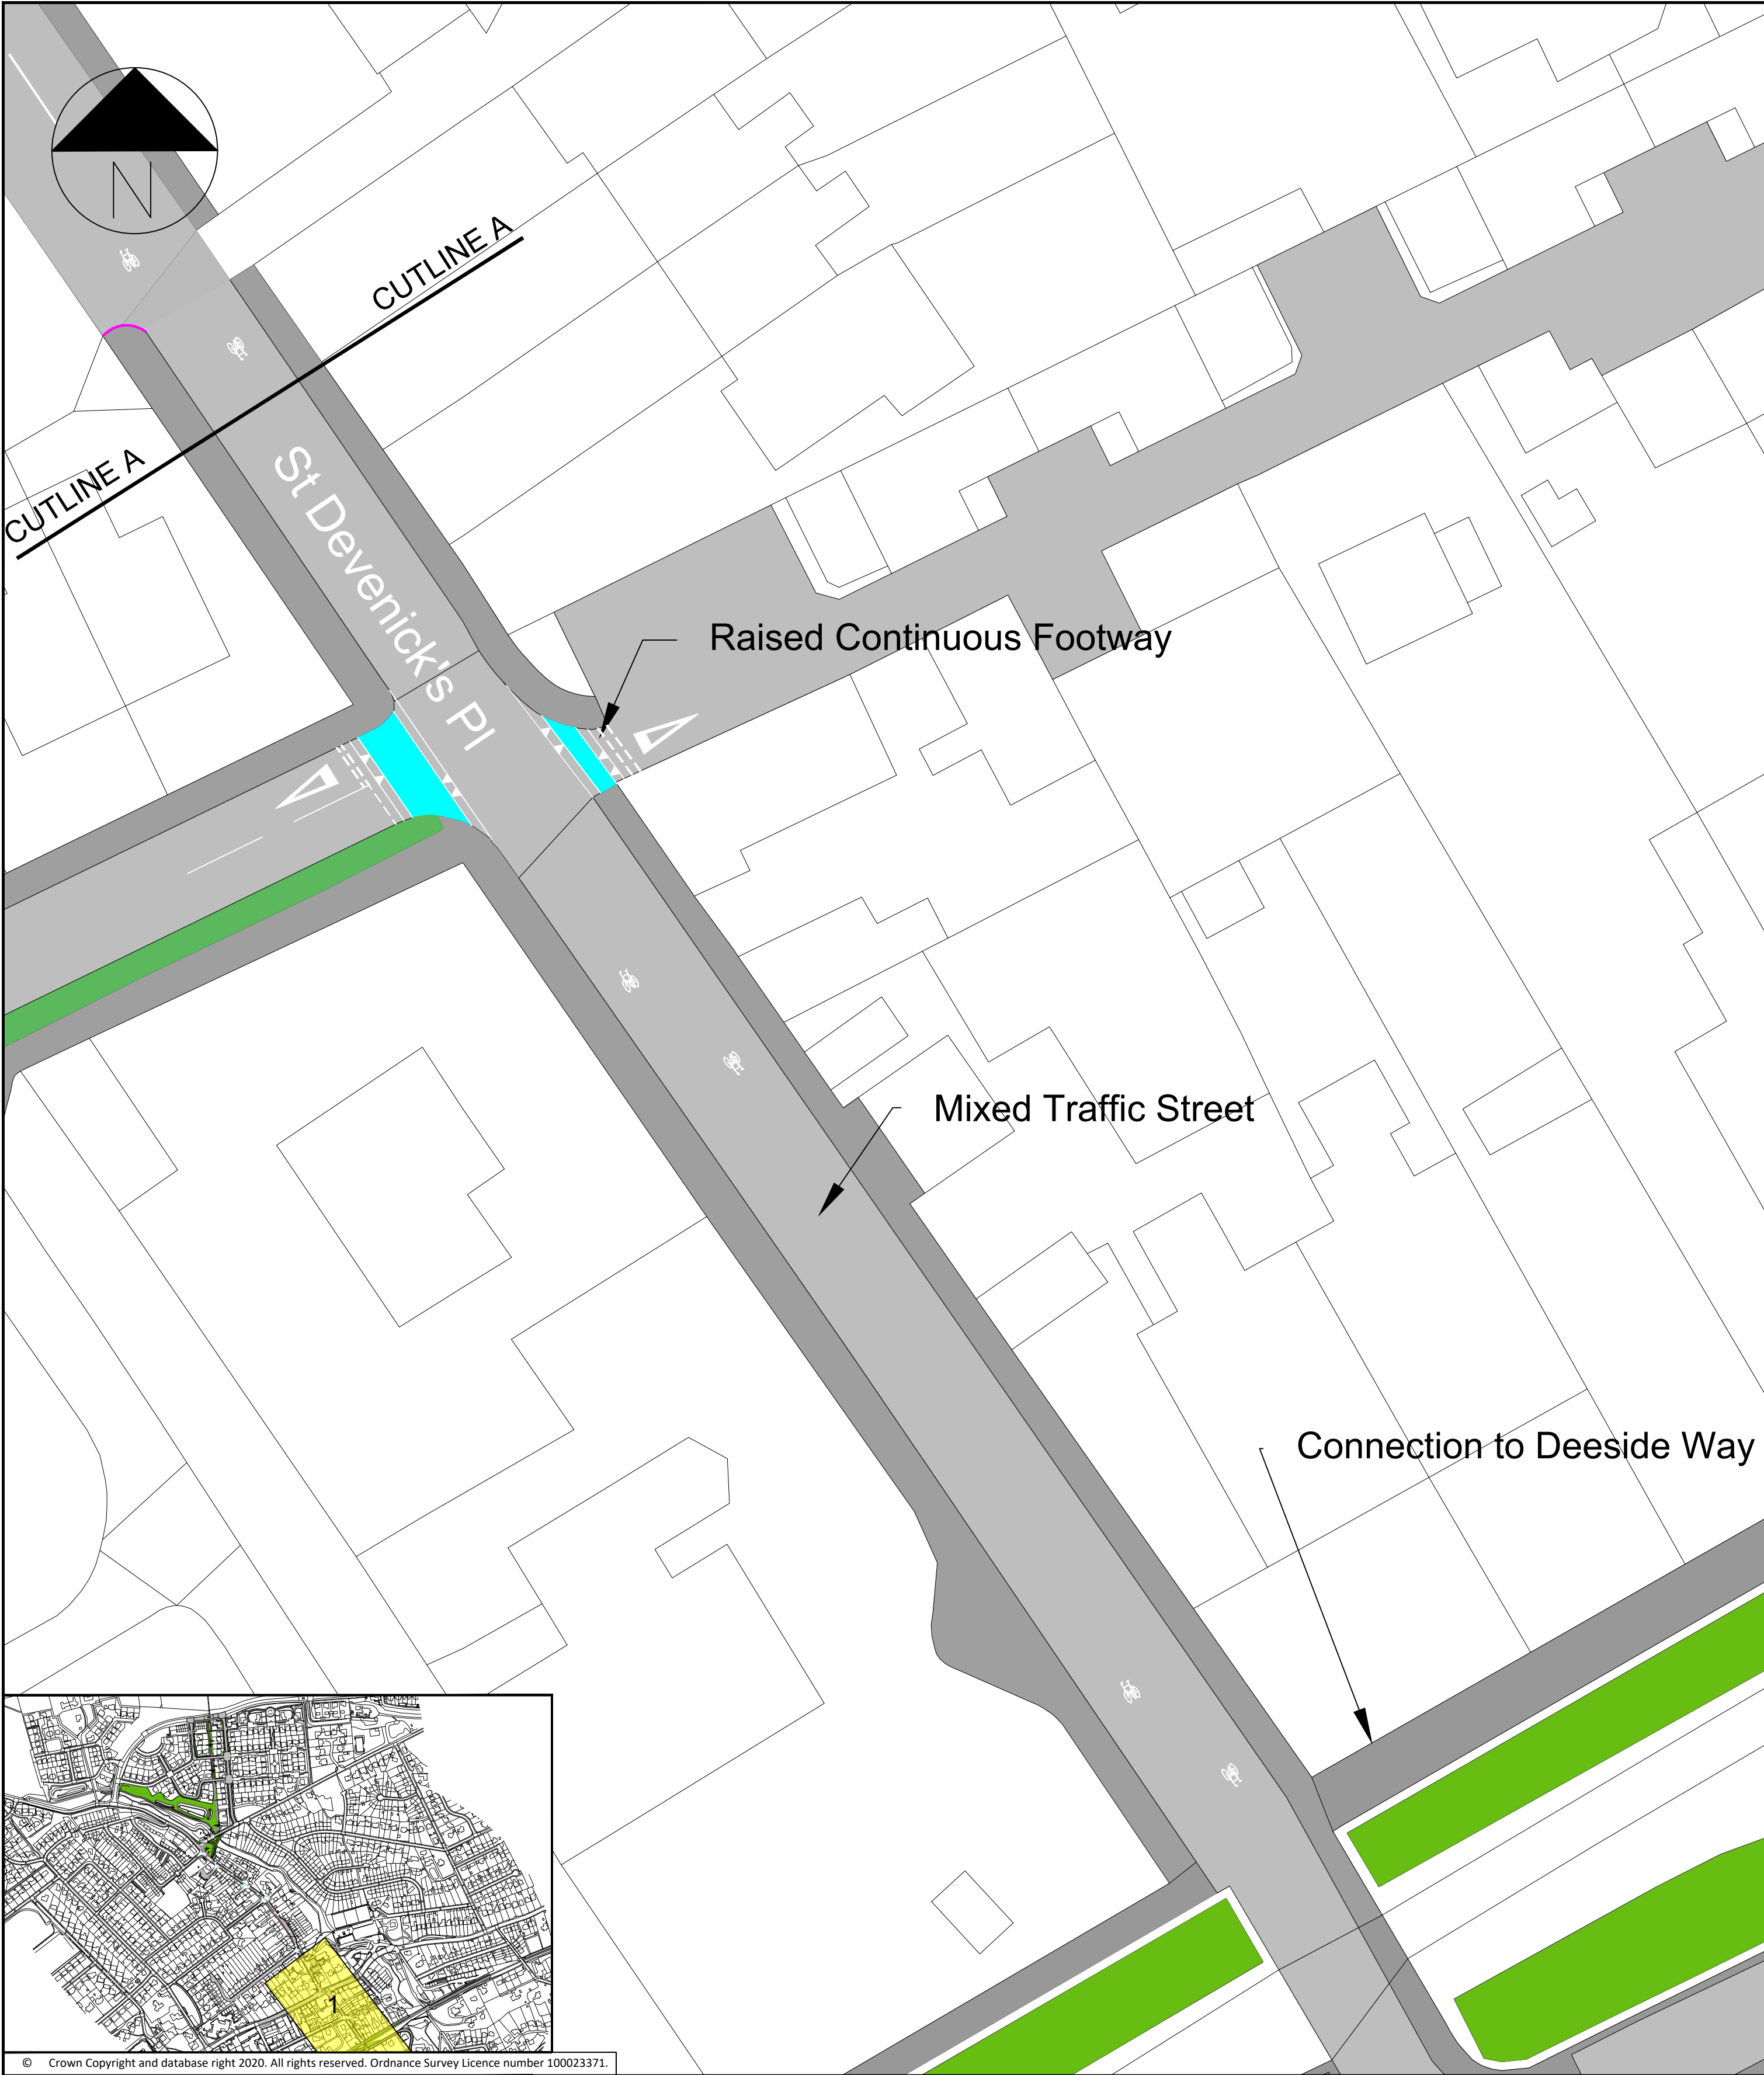 N
CUTLINE A
CUTLINE A
St Devenick's Pl
Raised Continuous Footway
Mixed Traffic Street
Connection to Deeside Way
1
© Crown Copyright and database right 2020. All rights reserved. Ordnance Survey Licence number 100023371.